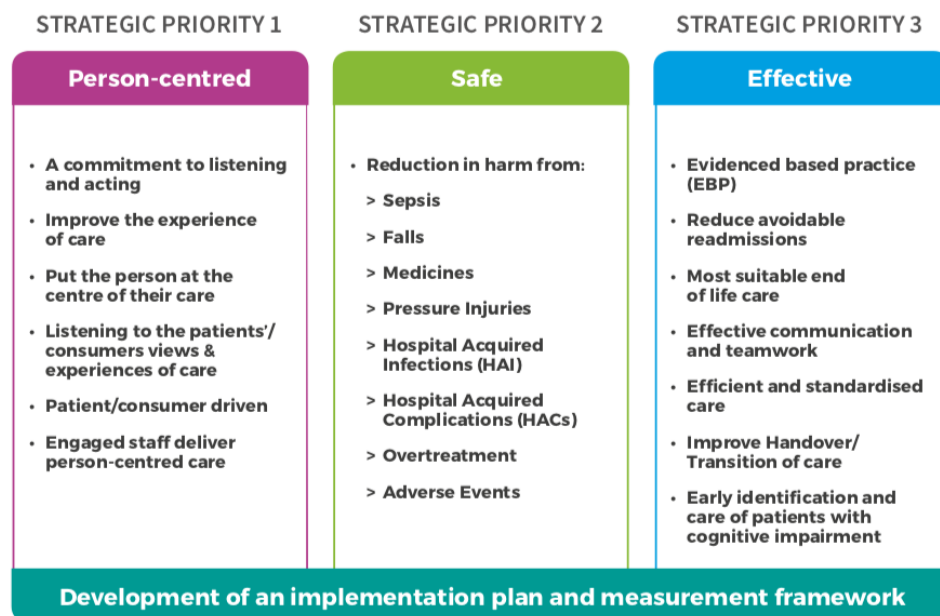 STRATEGIC PRIORITY 1
Person-centred
• A commitment to listening
and acting
• Improve the experience
of care
• Put the person at the
centre of their care
• Listening to the patients’/
consumers views &
experiences of care
• Patient/consumer driven
• Engaged staff deliver
person-centred care
STRATEGIC PRIORITY 2
Safe
• Reduction in harm from:
> Sepsis
> Falls
> Medicines
> Pressure Injuries
> Hospital Acquired
Infections (HAI)
> Hospital Acquired
Complications (HACs)
> Overtreatment
> Adverse Events
STRATEGIC PRIORITY 3
Effective
• Evidenced based practice
(EBP)
• Reduce avoidable
readmissions
• Most suitable end
of life care
• Effective communication
and teamwork
• Efficient and standardised
care
• Improve Handover/
Transition of care
• Early identification and
care of patients with
cognitive impairment
Development of an implementation plan and measurement framework